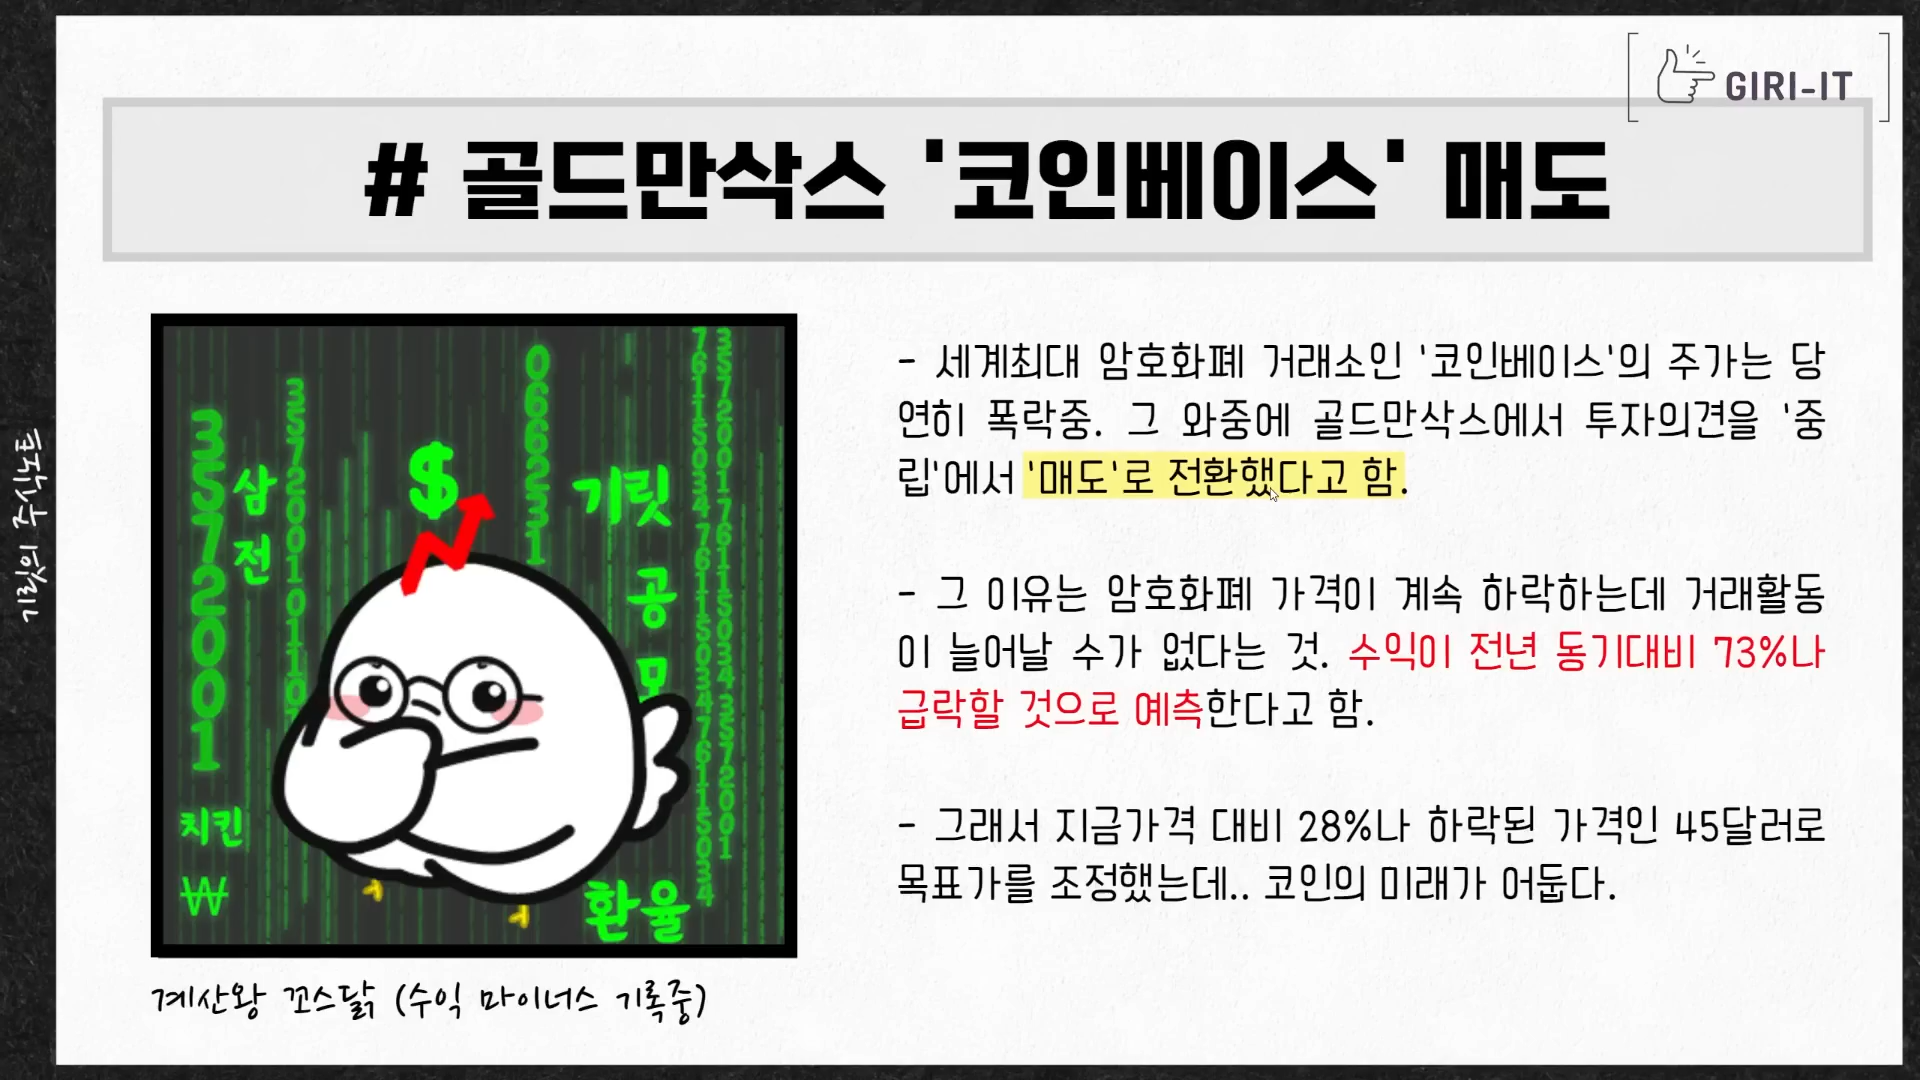 GIRI-IT
# 골드만삭스 '코인베이스' 매도
- 세계최대 암호화폐 거래소인 '코인베이스'의 주가는 당
연히 폭락중. 그 와중에 골드만삭스에서 투자의견을 '중
립'에서 '매도'로 전환했다고 함.
- 그 이유는 암호화폐 가격이 계속 하락하는데 거래활동
이 늘어날 수가 없다는 것. 수익이 전년 동기대비 73%나
급락할 것으로 예측한다고 함.
- 그래서 지금가격 대비 28%나 하락된 가격인 45달러로
목표가를 조정했는데.. 코인의 미래가 어둡다.
기릿의 주식노트
3572001
삼전
$
기릿
공모
치킨
₩
환율
계산왕 꼬스닭 (수익 마이너스 기록중)